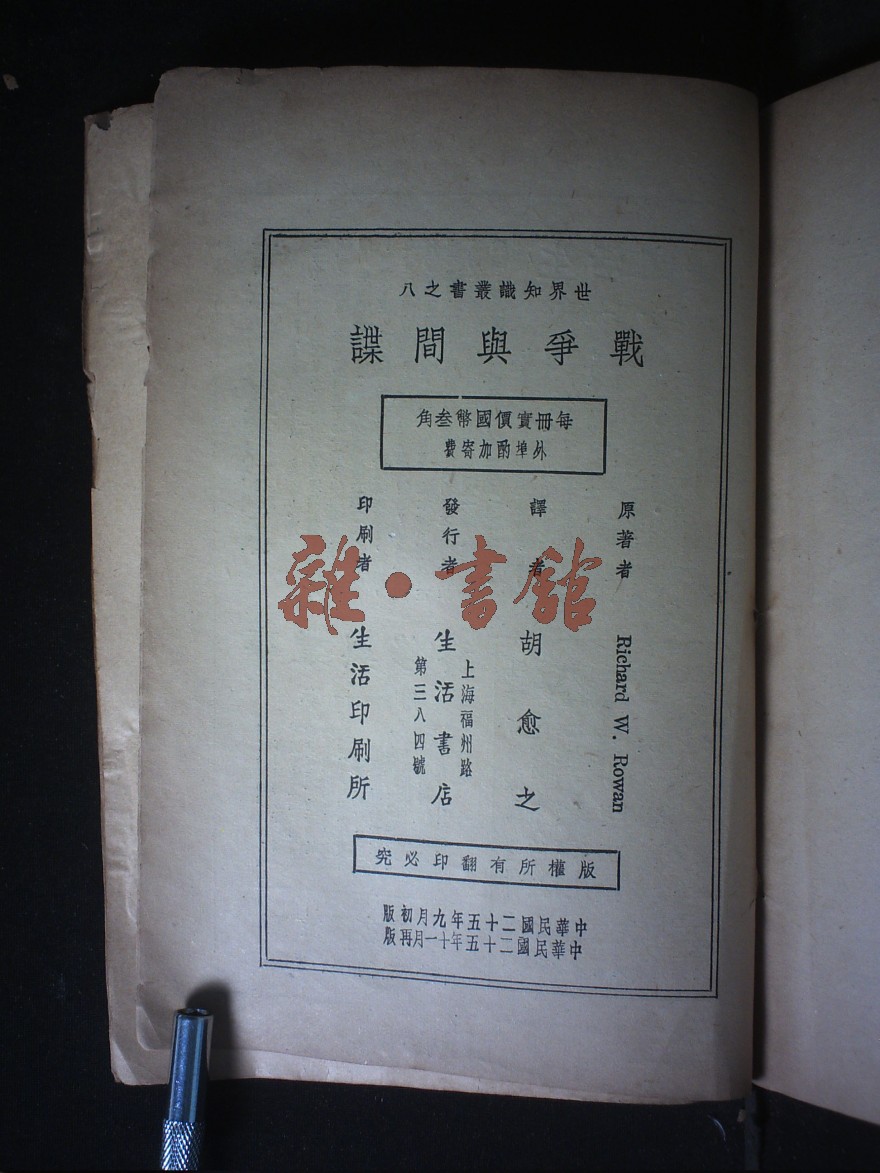 世界知識叢書之八
戰爭與間諜
每冊實價國幣叁角
外埠酌加寄費
原著者 Richard W. Rowan
譯者 胡愈之
發行者 生活書店
上海福州路
第三八四號
印刷者 生活印刷所
版權所有翻印必究
中華民國二十五年九月初版
中華民國二十五年十一月再版
雜·書館